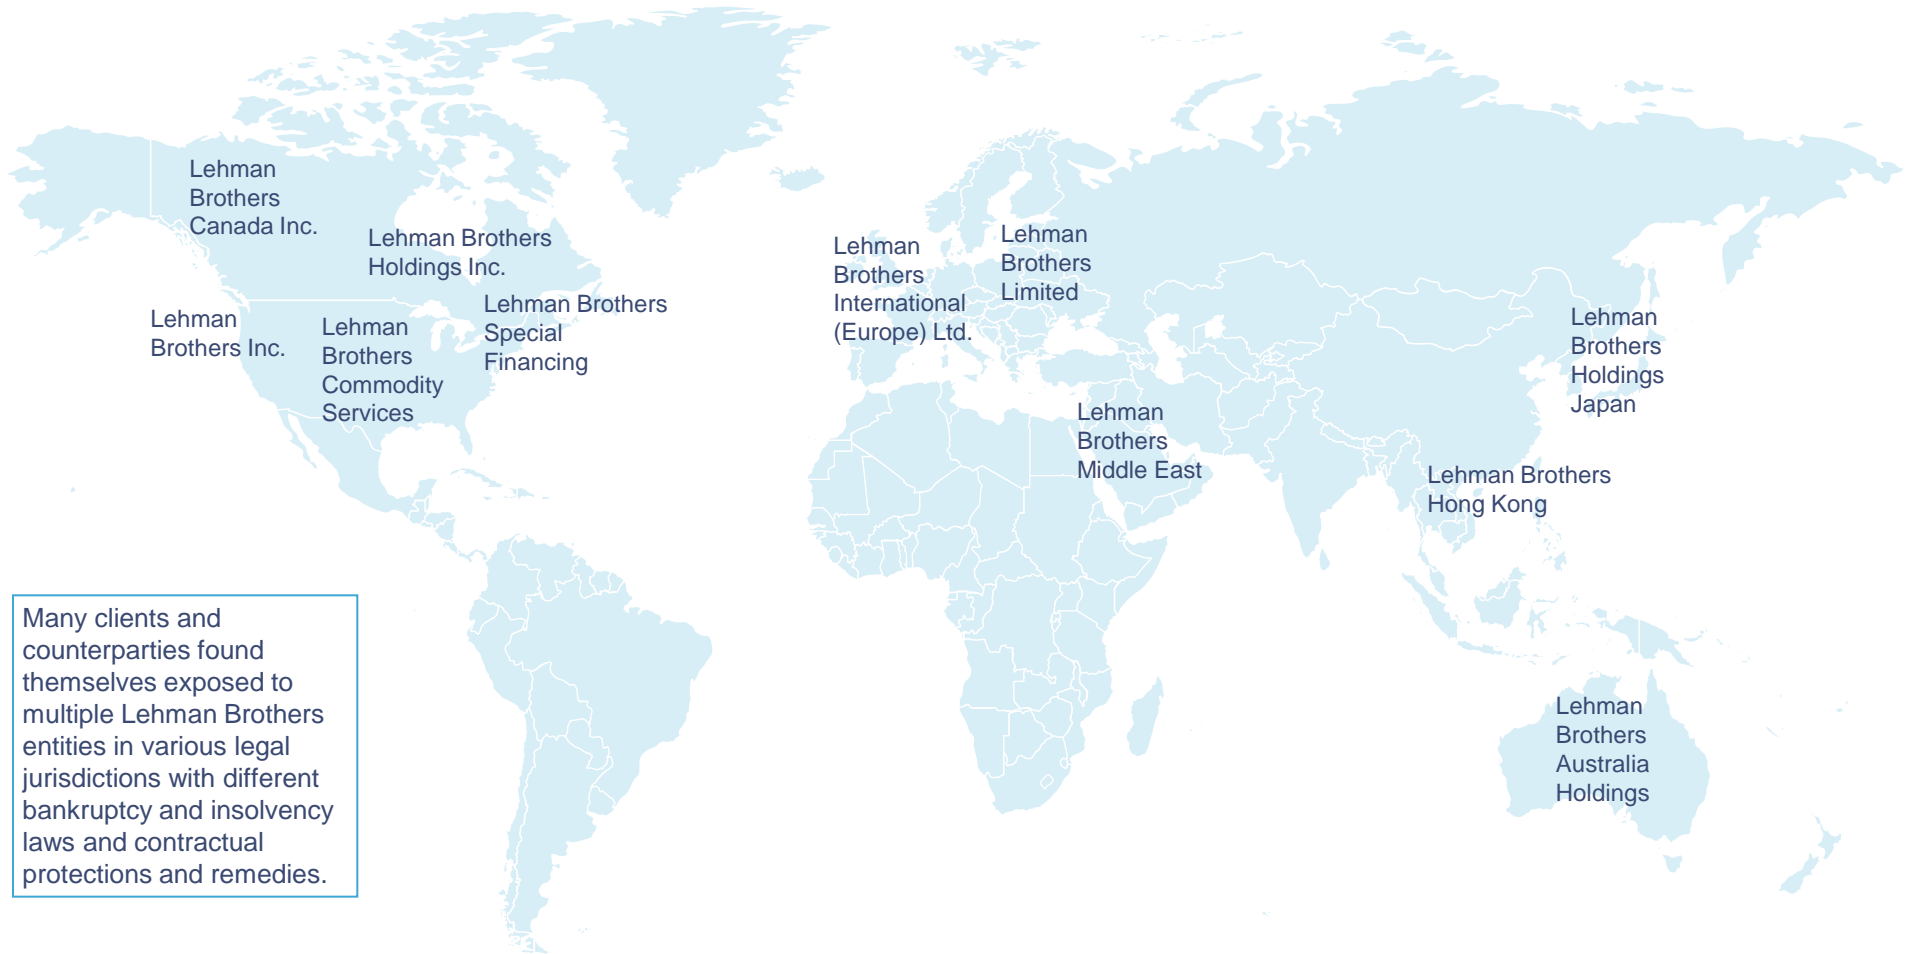 Lehman
Brothers
Canada Inc.
Lehman Brothers
Holdings Inc.
Lehman
Brothers Inc.
Lehman
Brothers
Commodity
Services
Lehman Brothers
Special
Financing
Lehman
Brothers
International
(Europe) Ltd.
Lehman
Brothers
Limited
Lehman
Brothers
Middle East
Lehman
Brothers
Holdings
Japan
Lehman Brothers
Hong Kong
Lehman
Brothers
Australia
Holdings
Many clients and
counterparties found
themselves exposed to
multiple Lehman Brothers
entities in various legal
jurisdictions with different
bankruptcy and insolvency
laws and contractual
protections and remedies.